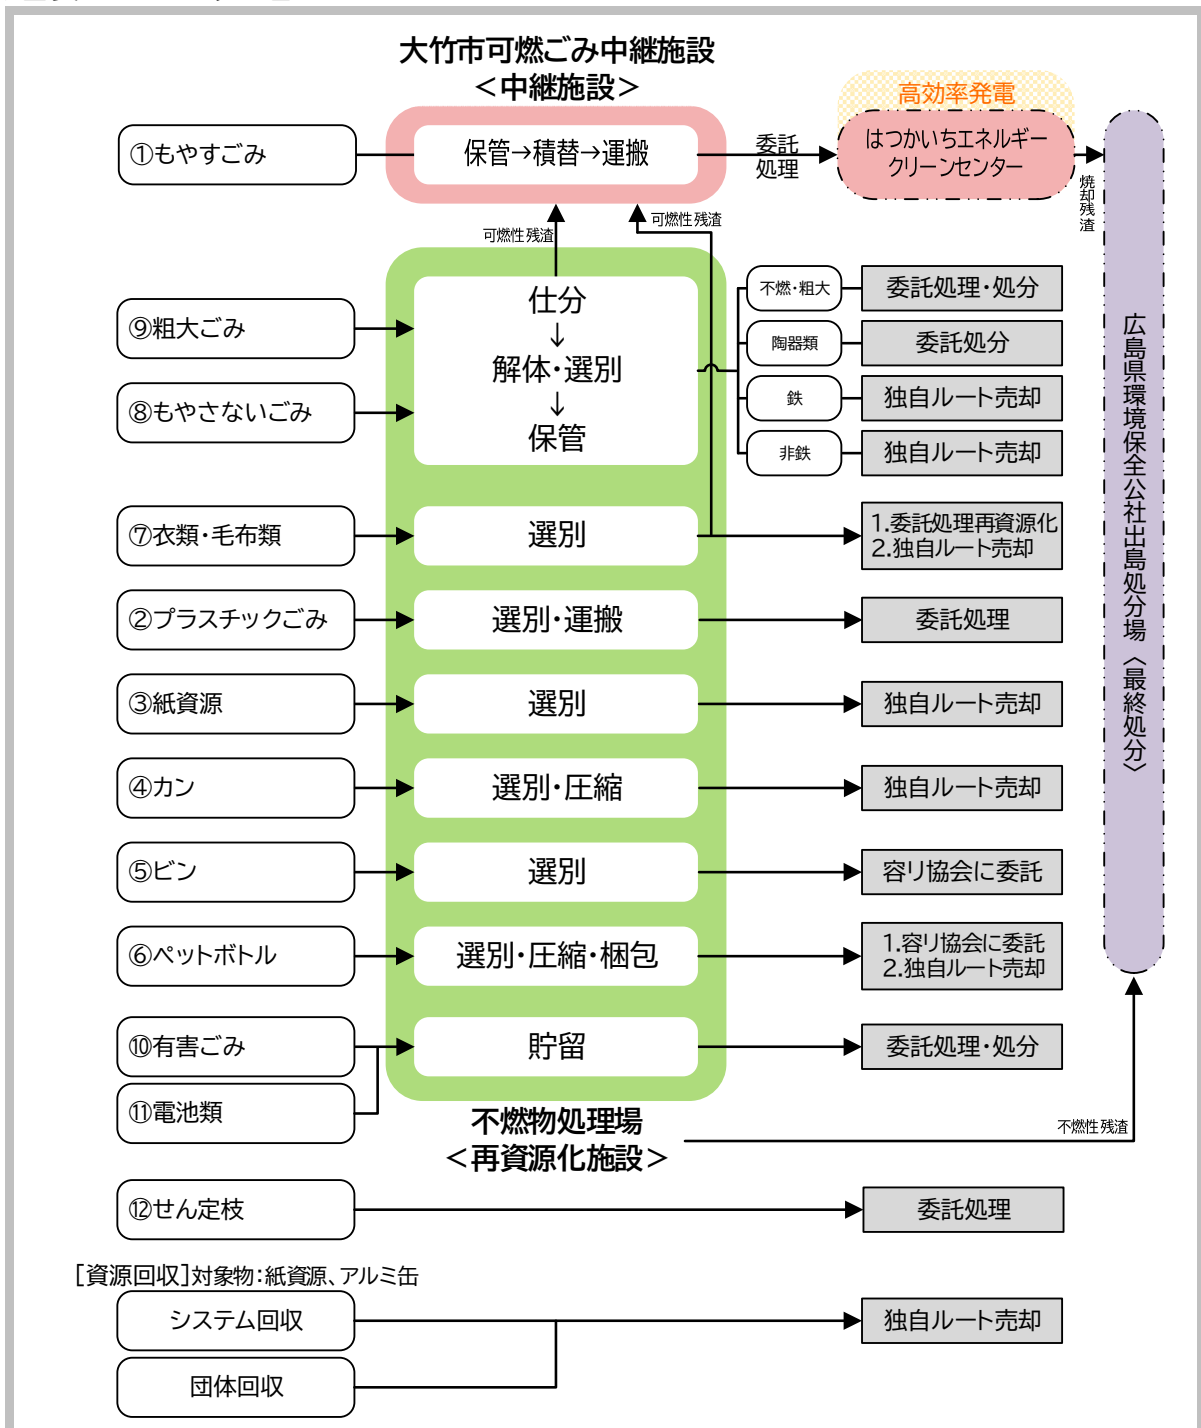 大竹市可燃ごみ中継施設
＜中継施設＞
高効率発電
①もやすごみ
保管→積替→運搬
委託
処理
はつかいちエネルギー
クリーンセンター
焼却残渣
可燃性残渣
可燃性残渣
⑨粗大ごみ
⑧もやさないごみ
仕分
↓
解体・選別
↓
保管
不燃・粗大
委託処理・処分
陶器類
委託処分
鉄
独自ルート売却
非鉄
独自ルート売却
広島県環境保全公社出島処分場〈最終処分〉
⑦衣類・毛布類
選別
1.委託処理再資源化
2.独自ルート売却
②プラスチックごみ
選別・運搬
委託処理
③紙資源
選別
独自ルート売却
④カン
選別・圧縮
独自ルート売却
⑤ビン
選別
容リ協会に委託
⑥ペットボトル
選別・圧縮・梱包
1.容リ協会に委託
2.独自ルート売却
⑩有害ごみ
貯留
委託処理・処分
⑪電池類
不燃物処理場
＜再資源化施設＞
不燃性残渣
⑫せん定枝
委託処理
［資源回収］対象物：紙資源、アルミ缶
システム回収
独自ルート売却
団体回収